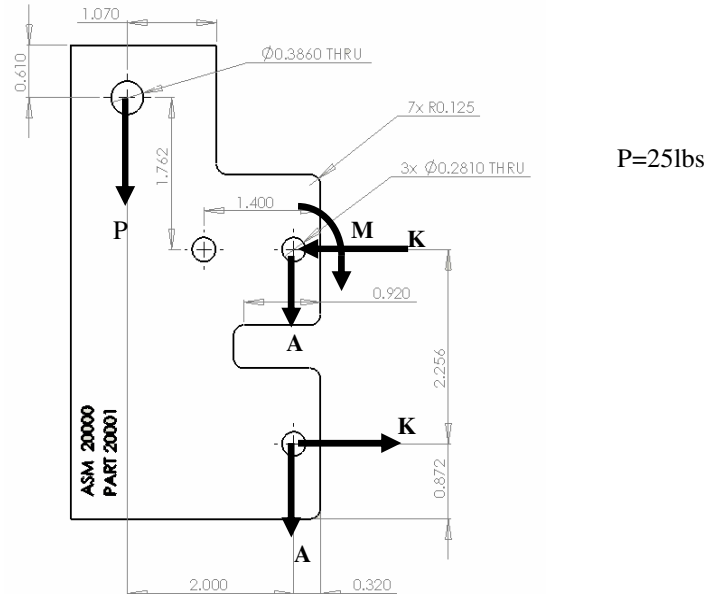 1.070
Ø0.3860 THRU
0.610
7x R0.125
P=25lbs
3x Ø0.2810 THRU
1.762
1.400
P
M
K
0.920
A
2.256
K
ASM 20000
PART 20001
0.872
A
2.000
0.320